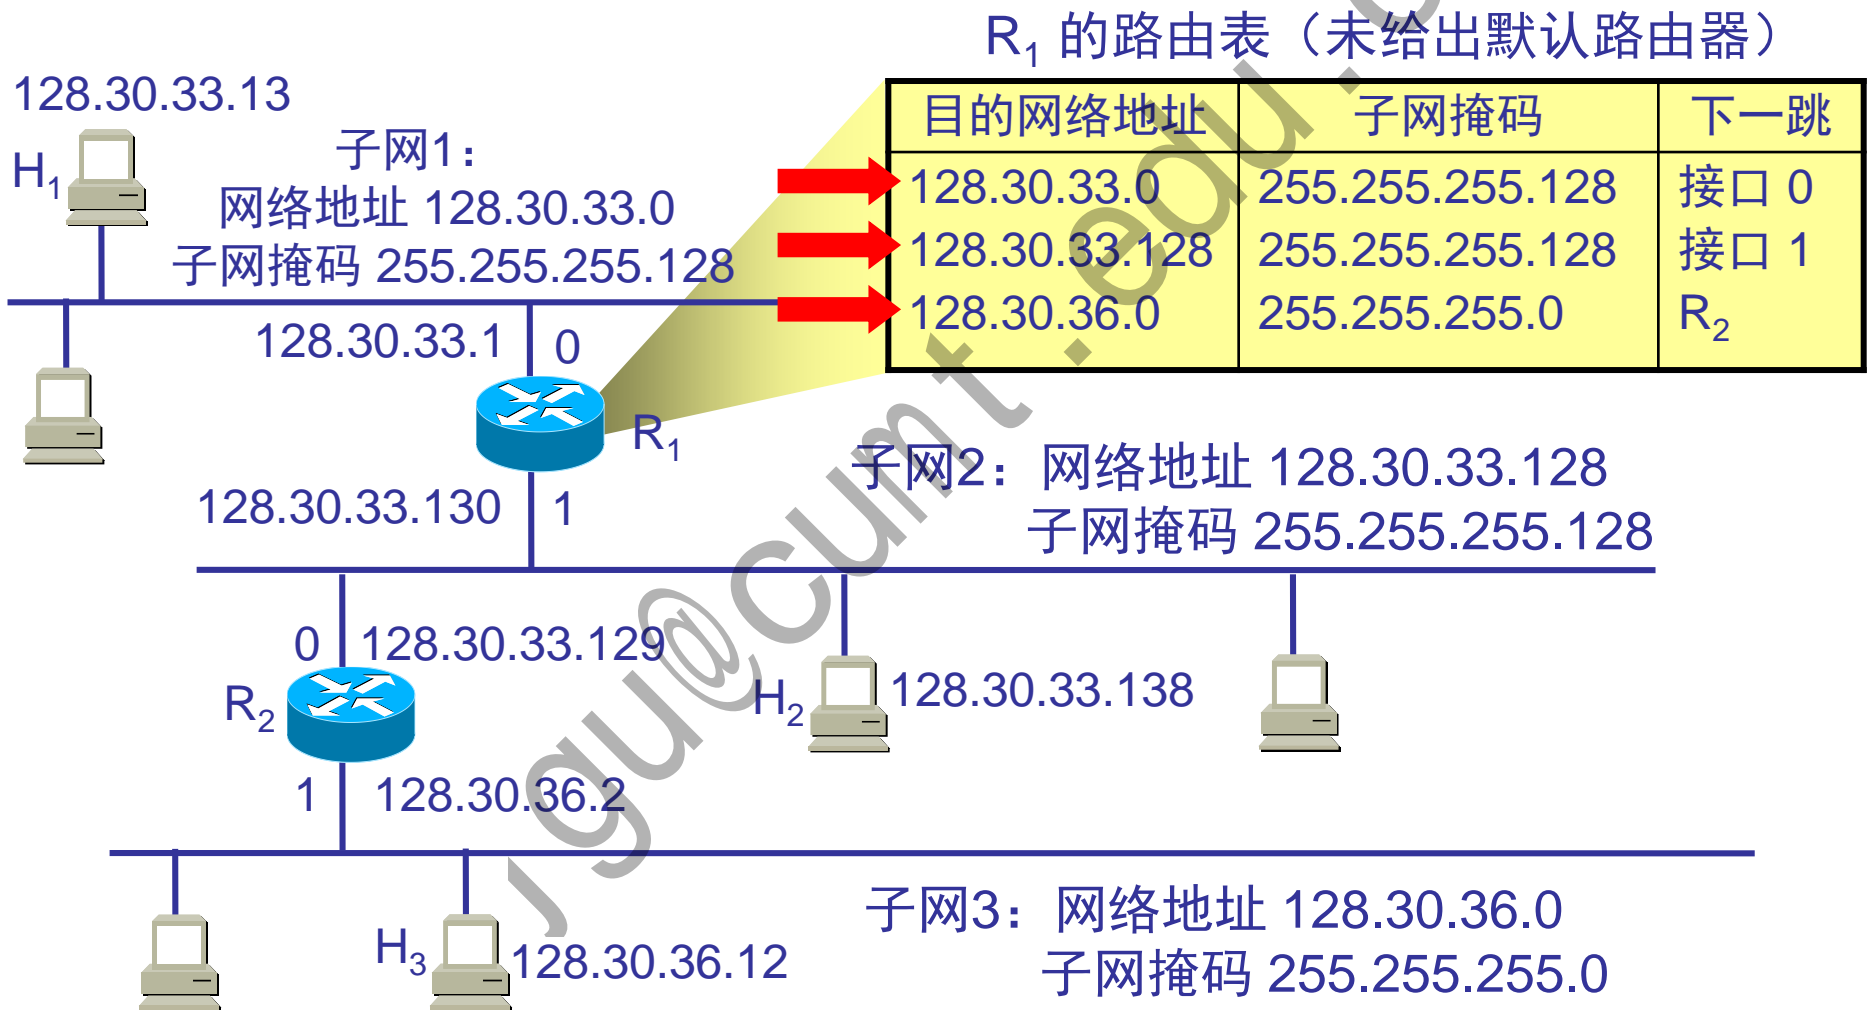 R1 的路由表（未给出默认路由器）
目的网络地址 子网掩码 下一跳
128.30.33.0 255.255.255.128 接口 0
128.30.33.128 255.255.255.128 接口 1
128.30.36.0 255.255.255.0 R2
128.30.33.13
H1
子网1：
网络地址 128.30.33.0
子网掩码 255.255.255.128
128.30.33.1 0
R1
128.30.33.130 1
子网2：网络地址 128.30.33.128
子网掩码 255.255.255.128
0 128.30.33.129
R2
H2 128.30.33.138
1 128.30.36.2
H3 128.30.36.12
子网3：网络地址 128.30.36.0
子网掩码 255.255.255.0
gu@cumt.edu.